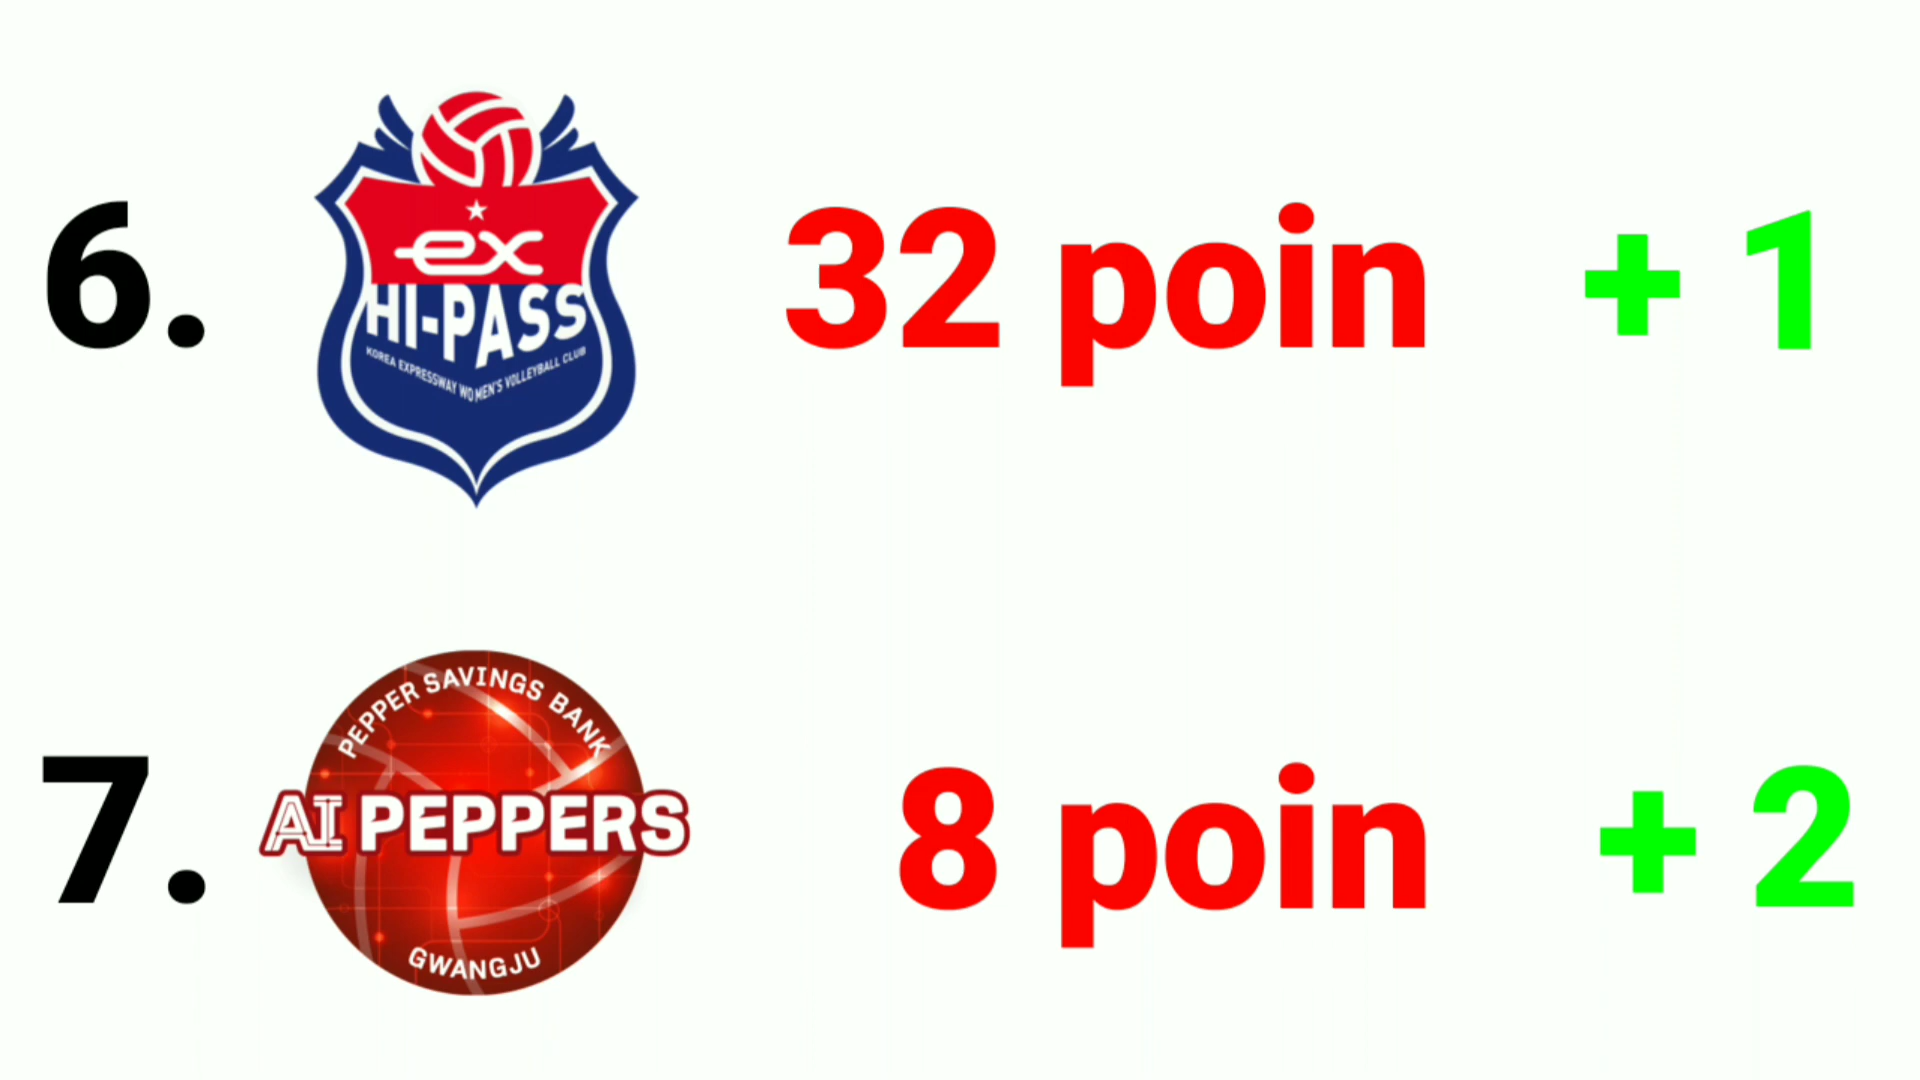 6.
ex
HI-PASS
KOREA EXPRESSWAY WOMEN'S VOLLEYBALL CLUB
32 poin
+ 1
7.
PEPPER SAVINGS BANK
AI PEPPERS
GWANGJU
8 poin
+ 2